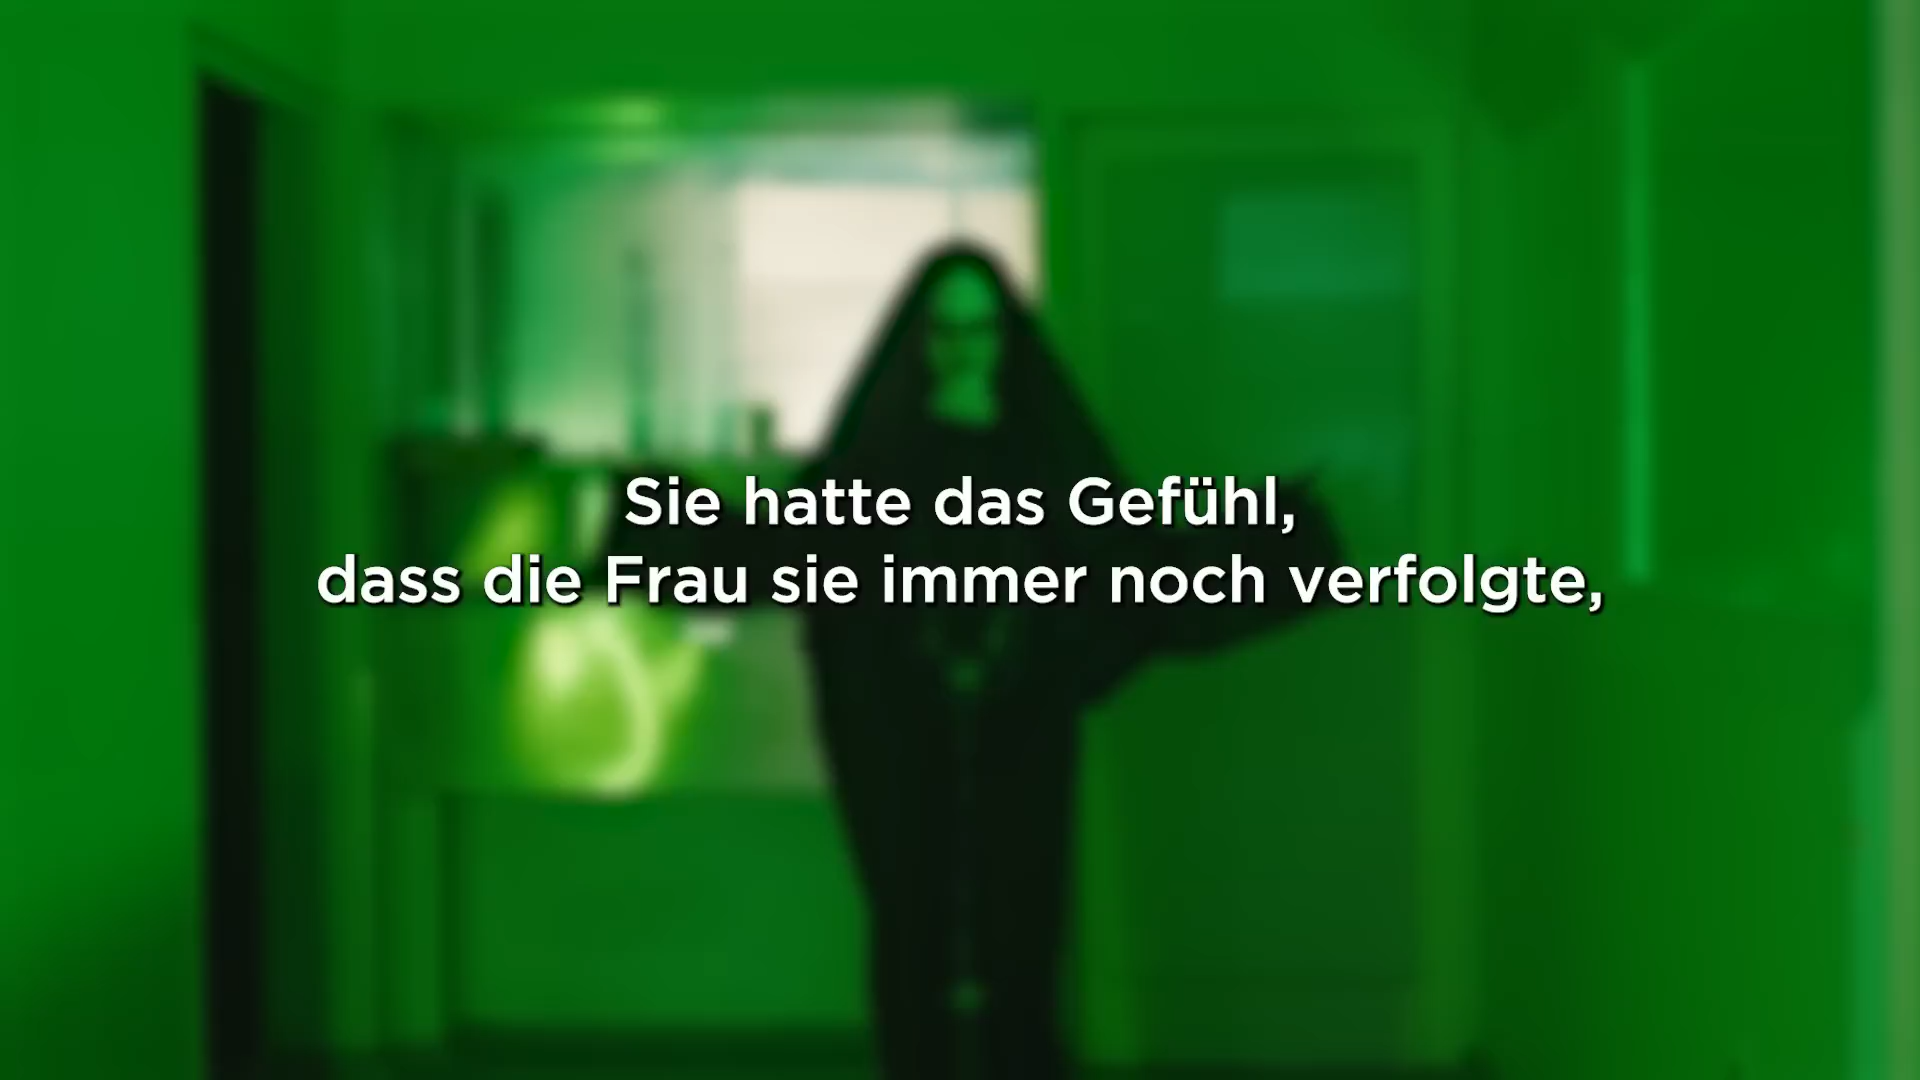 Sie hatte das Gefühl,
dass die Frau sie immer noch verfolgte,